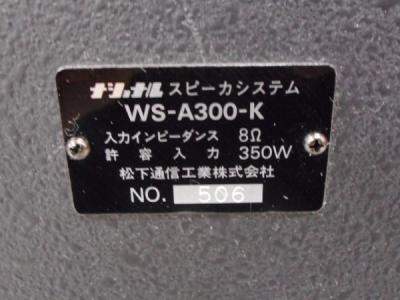 ナショナル スピーカシステム
WS-A300-K
入力インピーダンス 8Ω
許容入力 350W
松下通信工業株式会社
NO. 506